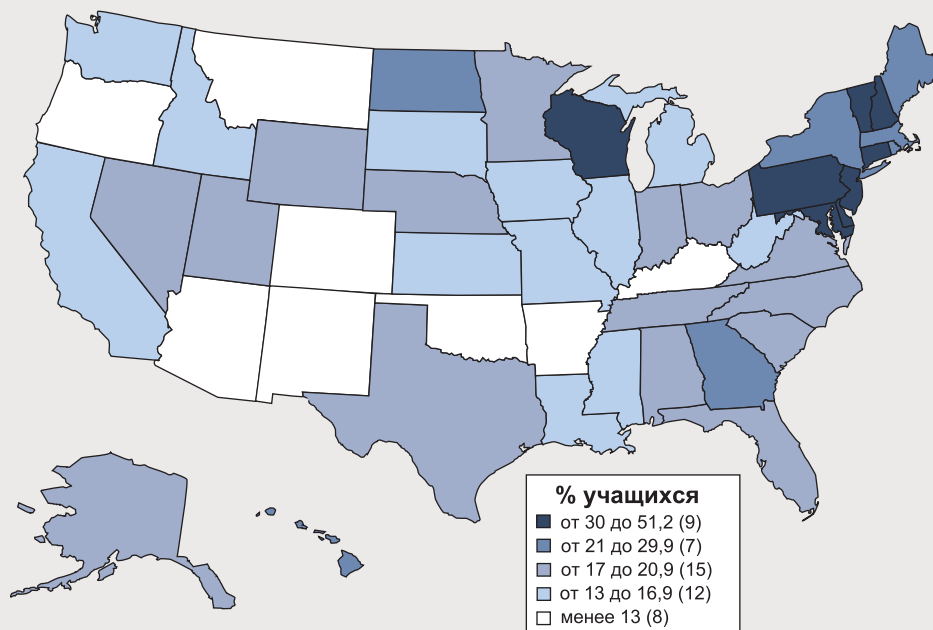 % учащихся
от 30 до 51,2 (9)
от 21 до 29,9 (7)
от 17 до 20,9 (15)
от 13 до 16,9 (12)
менее 13 (8)